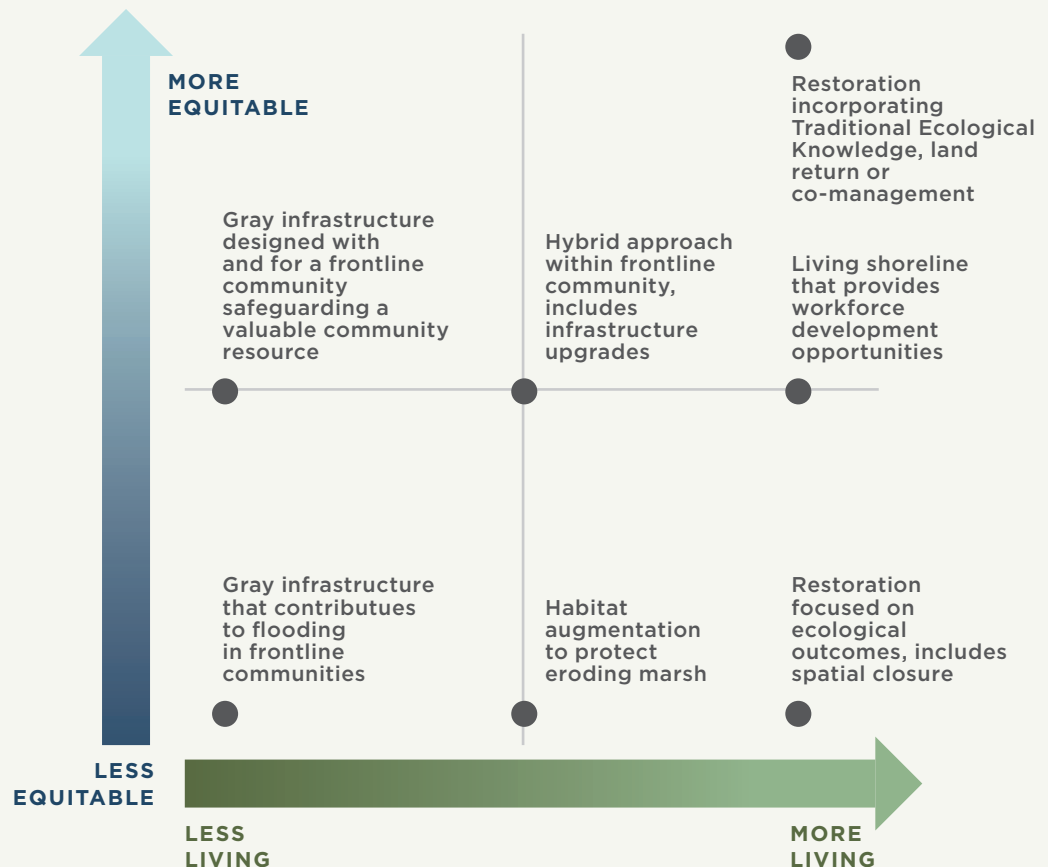 MORE
EQUITABLE
Restoration
incorporating
Traditional Ecological
Knowledge, land
return or
co-management
Gray infrastructure
designed with
and for a frontline
community
safeguarding a
valuable community
resource
Hybrid approach
within frontline
community,
includes
infrastructure
upgrades
Living shoreline
that provides
workforce
development
opportunities
Gray infrastructure
that contributues
to flooding
in frontline
communities
Habitat
augmentation
to protect
eroding marsh
Restoration
focused on
ecological
outcomes, includes
spatial closure
LESS
EQUITABLE
LESS
LIVING
MORE
LIVING